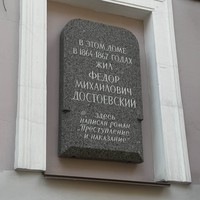 В ЭТОМ ДОМЕ
В 1864-1867 ГОДАХ
ЖИЛ
ФЕДОР
МИХАЙЛОВИЧ
ДОСТОЕВСКИЙ
ЗДЕСЬ
НАПИСАН РОМАН
"ПРЕСТУПЛЕНИЕ
И НАКАЗАНИЕ"